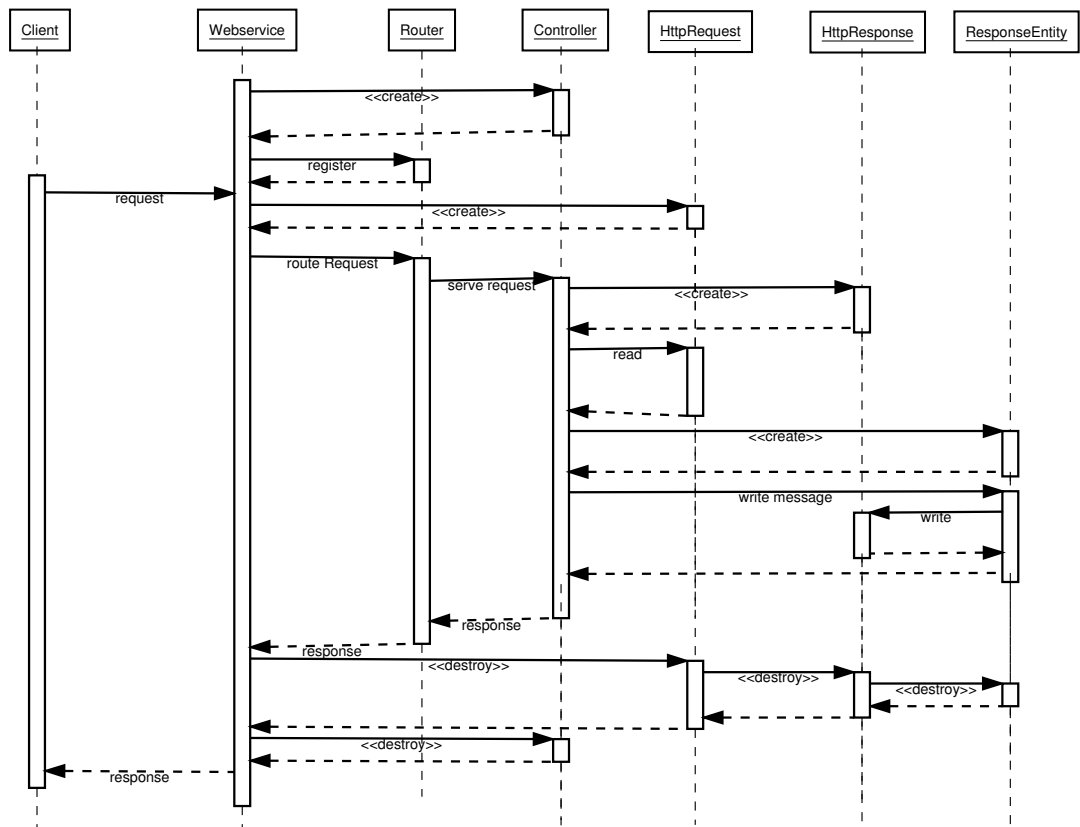 Client
Webservice
Router
Controller
HttpRequest
HttpResponse
ResponseEntity
<<create>>
register
request
<<create>>
route Request
serve request
<<create>>
read
<<create>>
write message
write
response
response
<<destroy>>
<<destroy>>
<<destroy>>
<<destroy>>
response